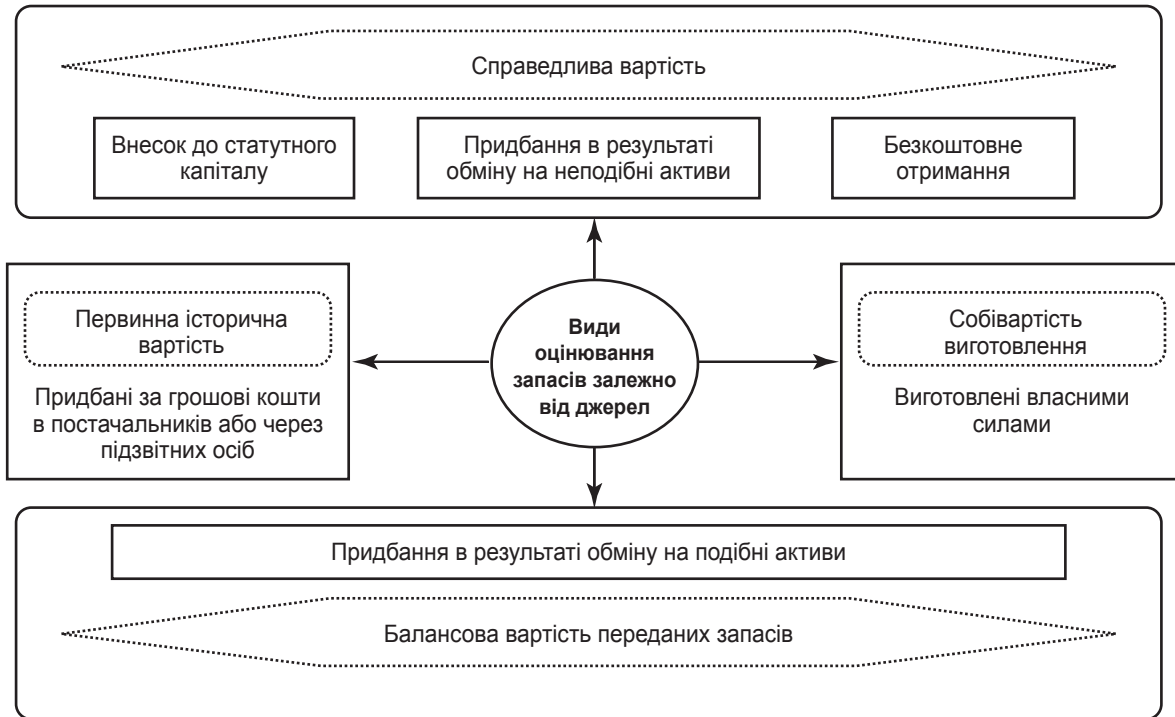 Справедлива вартість
Внесок до статутного
капіталу
Придбання в результаті
обміну на неподібні активи
Безкоштовне
отримання
Первинна історична
вартість
Придбані за грошові кошти
в постачальників або через
підзвітних осіб
Види
оцінювання
запасів залежно
від джерел
Собівартість
виготовлення
Виготовлені власними
силами
Придбання в результаті обміну на подібні активи
Балансова вартість переданих запасів